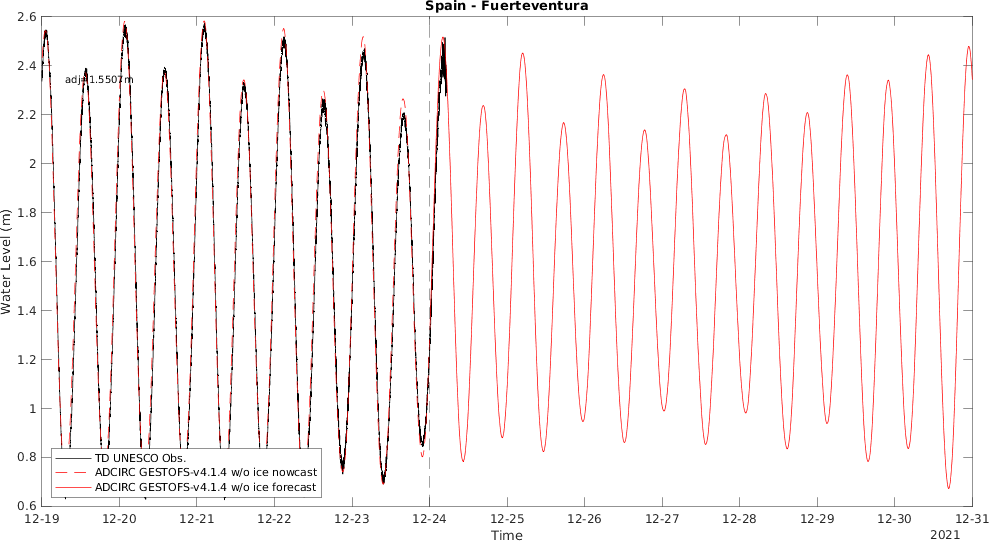 Spain - Fuerteventura
2.6
2.4
2.2
2
1.8
1.6
1.4
1.2
1
0.8
0.6
Water Level (m)
adj=1.5507m
TD UNESCO Obs.
ADCIRC GESTOFS-v4.1.4 w/o ice nowcast
ADCIRC GESTOFS-v4.1.4 w/o ice forecast
12-19 12-20 12-21 12-22 12-23 12-24 12-25 12-26 12-27 12-28 12-29 12-30 12-31
Time
2021